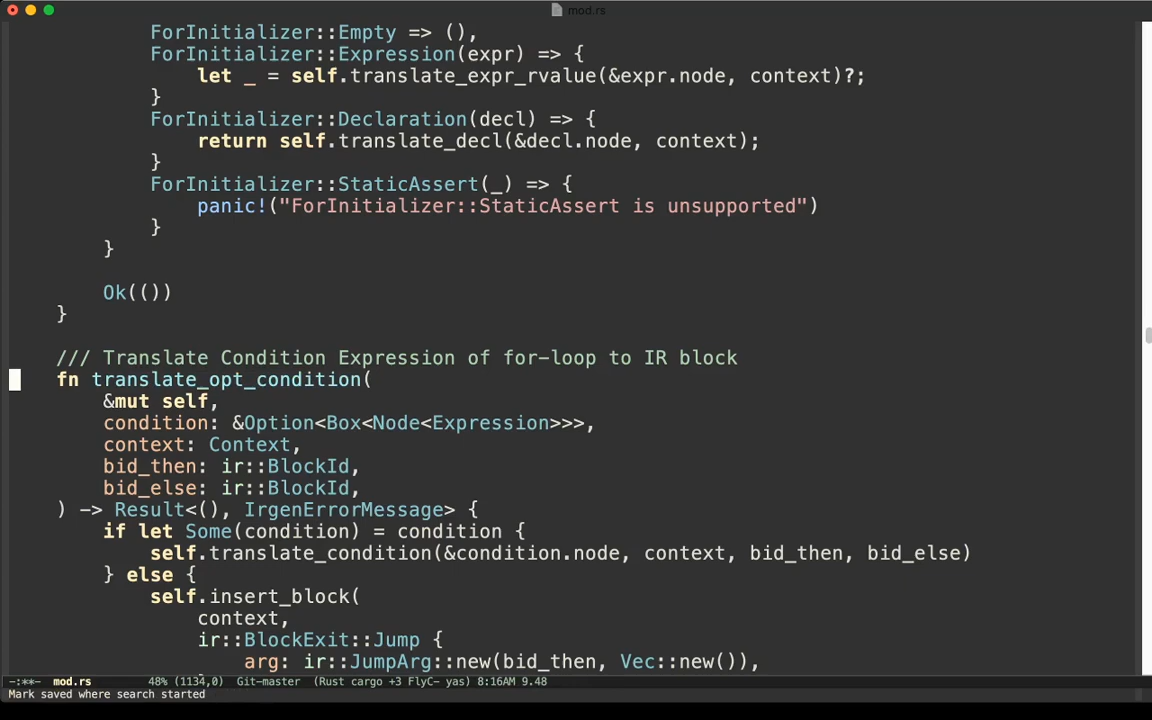 mod.rs
            ForInitializer::Empty => (),
            ForInitializer::Expression(expr) => {
                let _ = self.translate_expr_rvalue(&expr.node, context)?;
            }
            ForInitializer::Declaration(decl) => {
                return self.translate_decl(&decl.node, context);
            }
            ForInitializer::StaticAssert(_) => {
                panic!("ForInitializer::StaticAssert is unsupported")
            }
        }

        Ok(())
    }

    /// Translate Condition Expression of for-loop to IR block
    fn translate_opt_condition(
        &mut self,
        condition: &Option<Box<Node<Expression>>>,
        context: Context,
        bid_then: ir::BlockId,
        bid_else: ir::BlockId,
    ) -> Result<(), IrgenErrorMessage> {
        if let Some(condition) = condition {
            self.translate_condition(&condition.node, context, bid_then, bid_else)
        } else {
            self.insert_block(
                context,
                ir::BlockExit::Jump {
                    arg: ir::JumpArg::new(bid_then, Vec::new()),
-:**- mod.rs 48% (1134,0) Git-master (Rust cargo +3 FlyC- yas) 8:16AM 9.48
Mark saved where search started